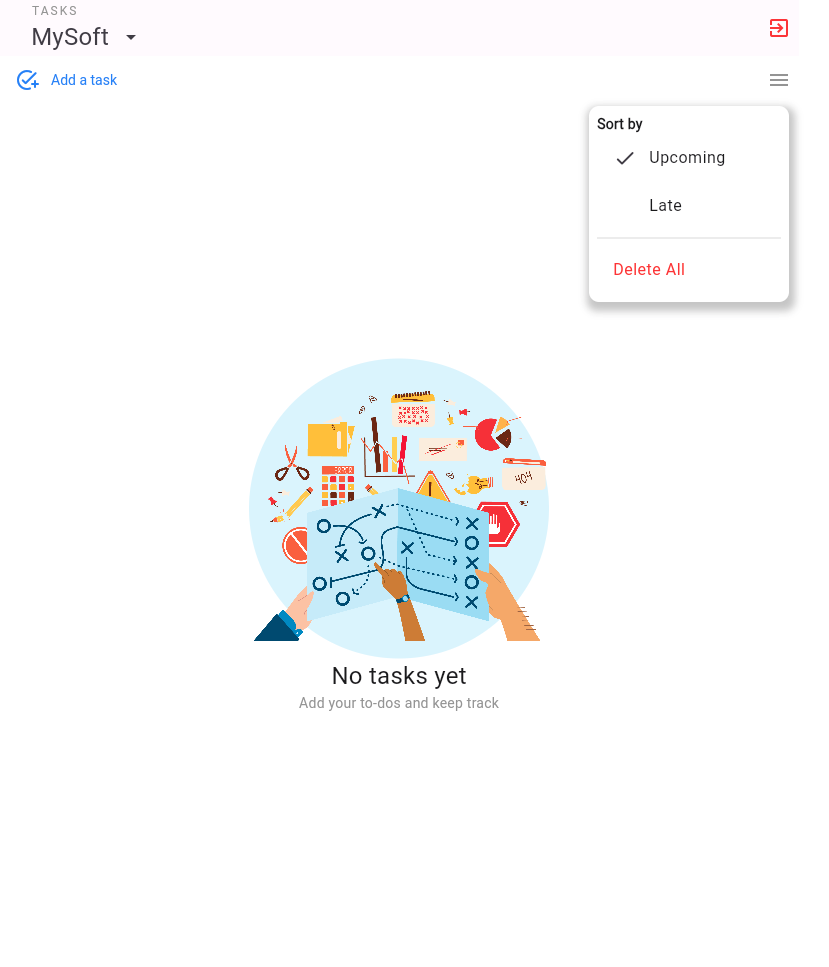 TASKS
MySoft
Add a task
Sort by
Upcoming
Late
Delete All
404
No tasks yet
Add your to-dos and keep track